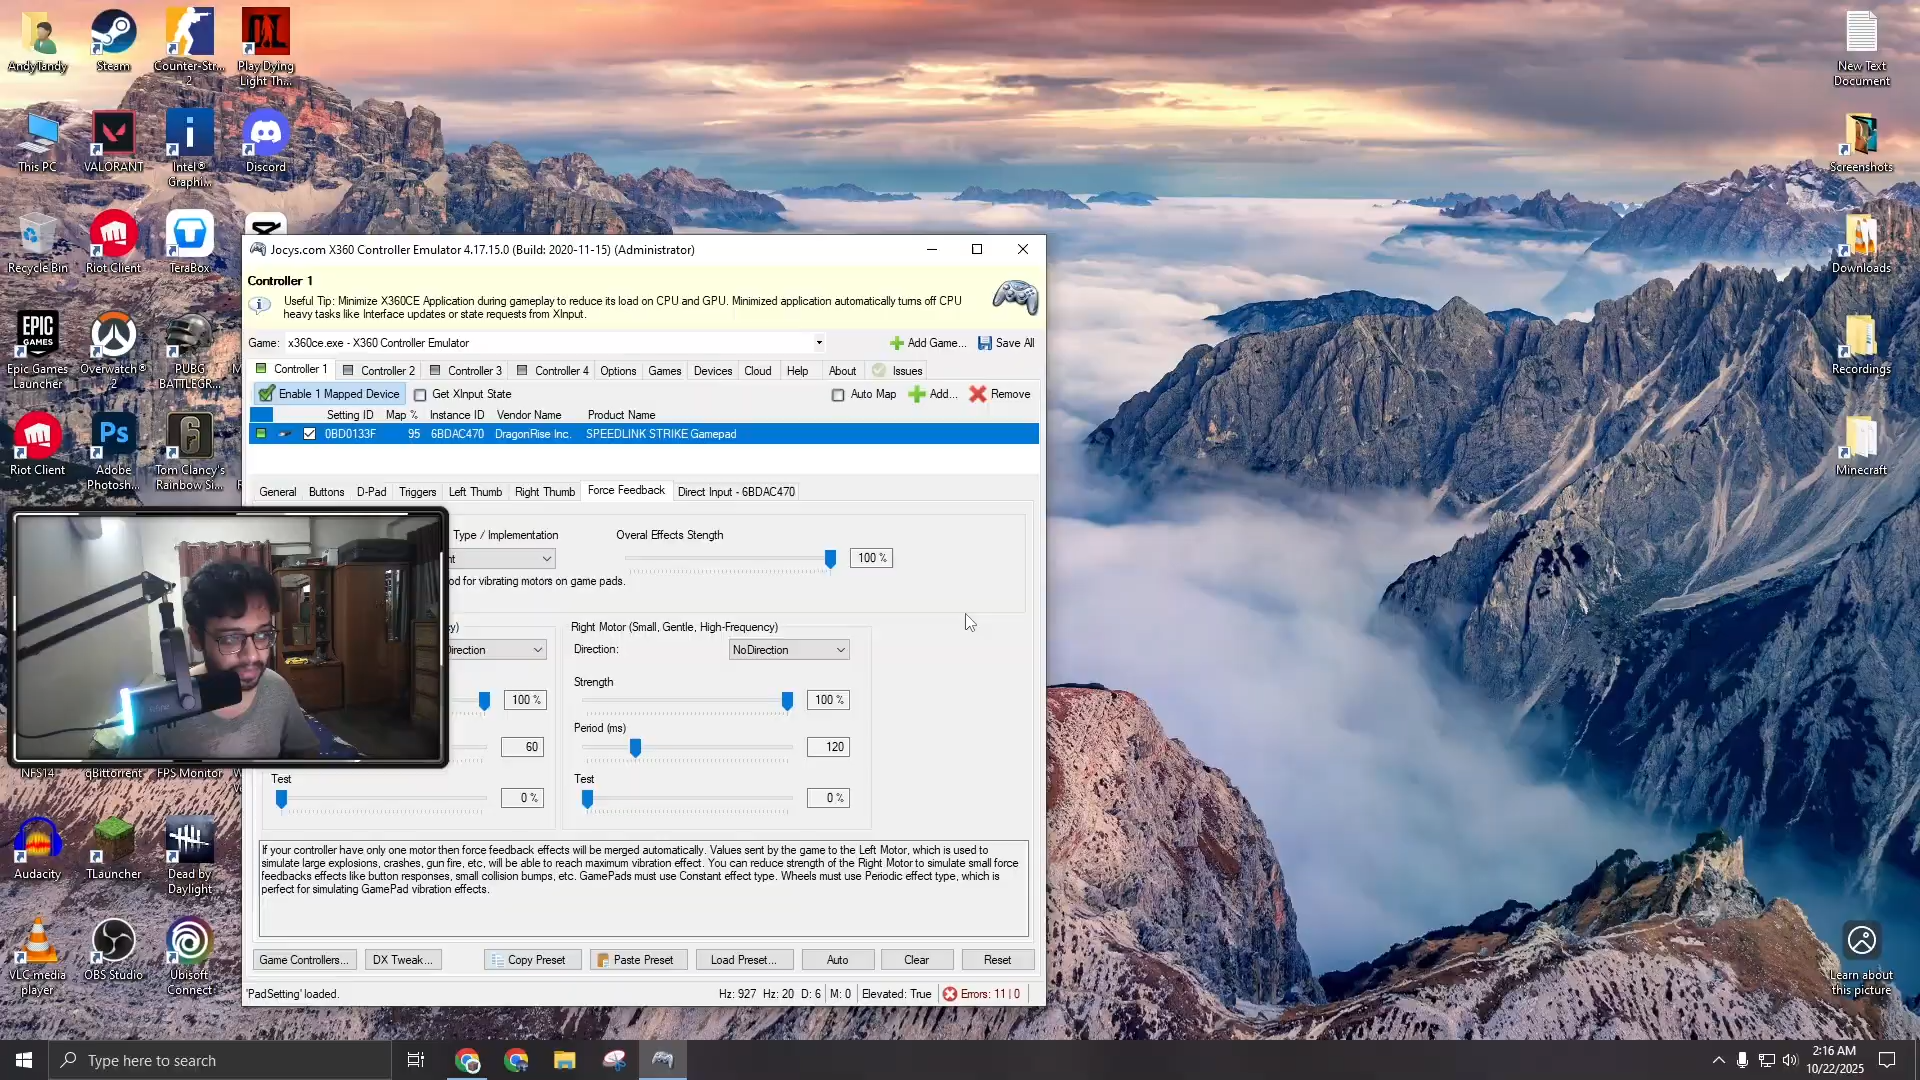 AndyTandy
Steam
Counter-Str...
2
Play Dying
Light Th...
New Text
Document
This PC
VALORANT
Intel®
Graphi...
Discord
Screenshots
Recycle Bin
Riot Client
TeraBox
Downloads
Jocys.com X360 Controller Emulator 4.17.15.0 (Build: 2020-11-15) (Administrator)
Controller 1
Useful Tip: Minimize X360CE Application during gameplay to reduce its load on CPU and GPU. Minimized application automatically turns off CPU
heavy tasks like Interface updates or state requests from XInput.
Game: x360ce.exe - X360 Controller Emulator
Add Game... Save All
EPIC
GAMES
Epic Games
Launcher
Overwatch®
2
PUBG
BATTLEGR...
Recordings
Controller 1 Controller 2 Controller 3 Controller 4 Options Games Devices Cloud Help About Issues
Enable 1 Mapped Device Get XInput State Auto Map Add... Remove
Setting ID Map % Instance ID Vendor Name Product Name
0BD0133F 95 6BDAC470 DragonRise Inc. SPEEDLINK STRIKE Gamepad
Riot Client
Ps
Adobe
Photosh...
Tom Clancy's
Rainbow Si...
Minecraft
General Buttons D-Pad Triggers Left Thumb Right Thumb Force Feedback Direct Input - 6BDAC470
Type / Implementation Overal Effects Stength
100 %
od for vibrating motors on game pads.
Right Motor (Small, Gentle, High-Frequency)
Direction: NoDirection
Strength
100 % 100 %
Period (ms)
60 120
NFS14 qBittorrent FPS Monitor
Test Test
0 % 0 %
If your controller have only one motor then force feedback effects will be merged automatically. Values sent by the game to the Left Motor, which is used to
simulate large explosions, crashes, gun fire, etc, will be able to reach maximum vibration effect. You can reduce strength of the Right Motor to simulate small force
feedbacks effects like button responses, small collision bumps, etc. GamePads must use Constant effect type. Wheels must use Periodic effect type, which is
perfect for simulating GamePad vibration effects.
Audacity
TLauncher
Dead by
Daylight
Game Controllers... DX Tweak... Copy Preset Paste Preset Load Preset... Auto Clear Reset
VLC media
player
OBS Studio
Ubisoft
Connect
Learn about
this picture
'PadSetting' loaded. Hz: 927 Hz: 20 D: 6 M: 0 Elevated: True Errors: 11 | 0
Type here to search
2:16 AM
10/22/2025